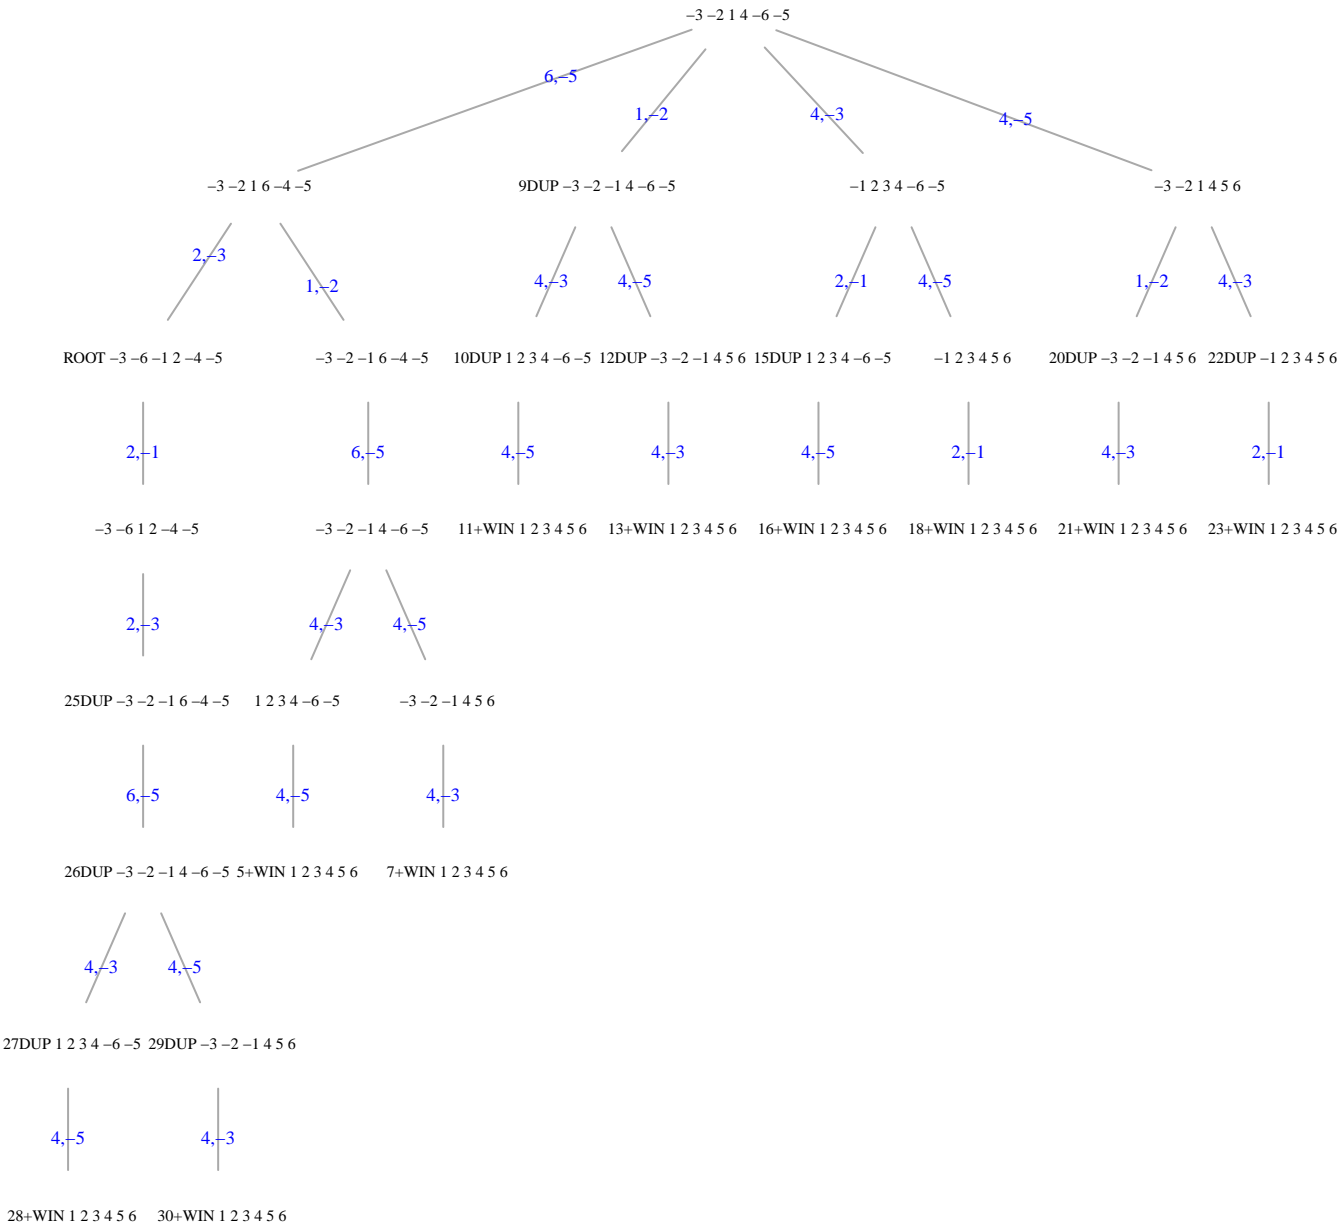 −3 −2 1 4 −6 −5
6,−5
1,−2
4,−3
4,−5
−3 −2 1 6 −4 −5
9DUP −3 −2 −1 4 −6 −5
−1 2 3 4 −6 −5
−3 −2 1 4 5 6
2,−3
1,−2
4,−3
4,−5
2,−1
4,−5
1,−2
4,−3
ROOT −3 −6 −1 2 −4 −5
−3 −2 −1 6 −4 −5
10DUP 1 2 3 4 −6 −5
12DUP −3 −2 −1 4 5 6
15DUP 1 2 3 4 −6 −5
−1 2 3 4 5 6
20DUP −3 −2 −1 4 5 6
22DUP −1 2 3 4 5 6
2,−1
6,−5
4,−5
4,−3
4,−5
2,−1
4,−3
2,−1
−3 −6 1 2 −4 −5
−3 −2 −1 4 −6 −5
11+WIN 1 2 3 4 5 6
13+WIN 1 2 3 4 5 6
16+WIN 1 2 3 4 5 6
18+WIN 1 2 3 4 5 6
21+WIN 1 2 3 4 5 6
23+WIN 1 2 3 4 5 6
2,−3
4,−3
4,−5
25DUP −3 −2 −1 6 −4 −5
1 2 3 4 −6 −5
−3 −2 −1 4 5 6
6,−5
4,−5
4,−3
26DUP −3 −2 −1 4 −6 −5
5+WIN 1 2 3 4 5 6
7+WIN 1 2 3 4 5 6
4,−3
4,−5
27DUP 1 2 3 4 −6 −5
29DUP −3 −2 −1 4 5 6
4,−5
4,−3
28+WIN 1 2 3 4 5 6
30+WIN 1 2 3 4 5 6